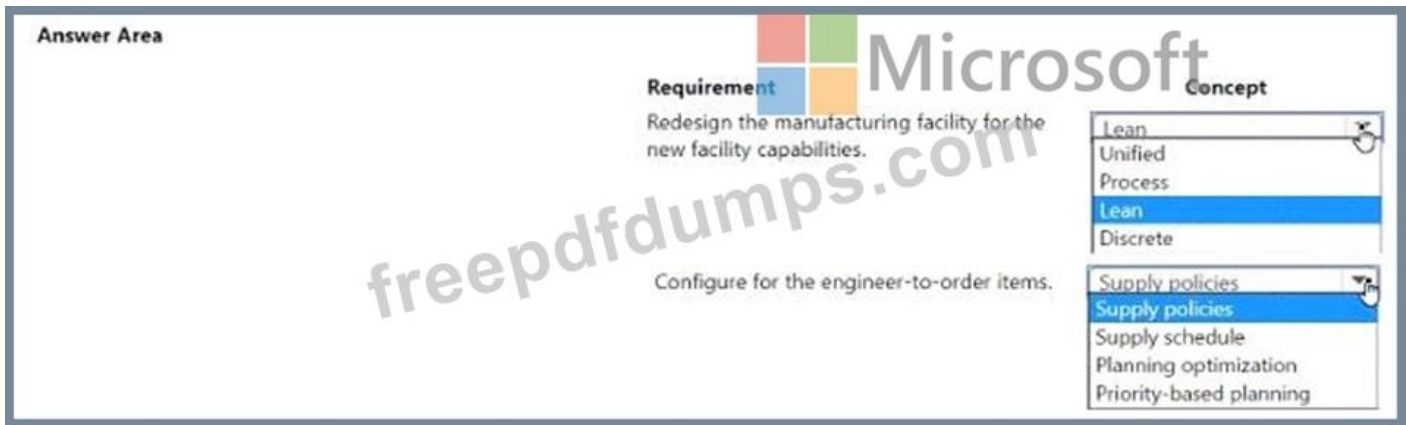 Answer Area
Microsoft
Requirement
Concept
Redesign the manufacturing facility for the
new facility capabilities.
Lean
Unified
Process
Lean
Discrete
freepdfdumps.com
Configure for the engineer-to-order items.
Supply policies
Supply policies
Supply schedule
Planning optimization
Priority-based planning